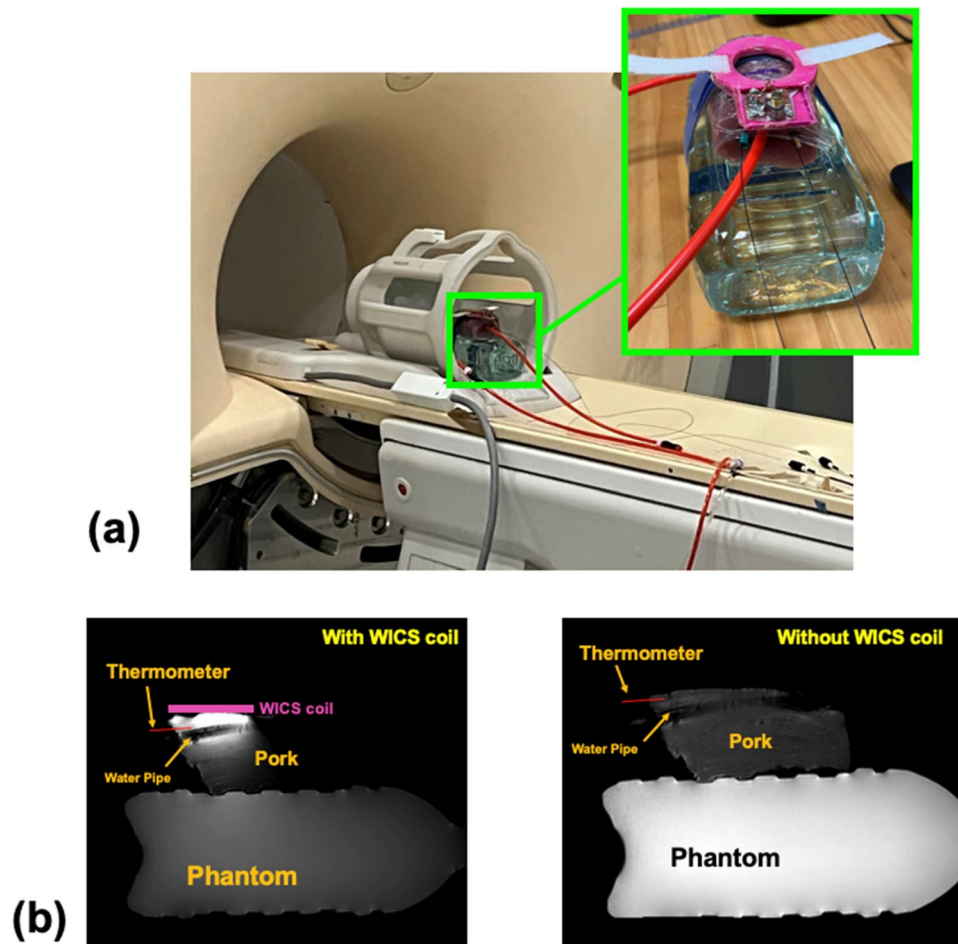 (a)
With WICS coil
Thermometer
WICS coil
Water Pipe
Pork
Phantom
Without WICS coil
Thermometer
Water Pipe
Pork
Phantom
(b)